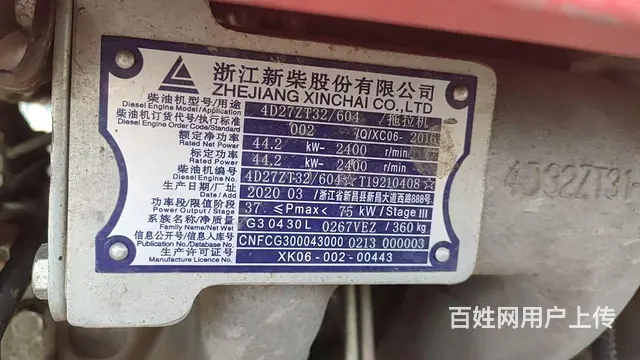 浙江新柴股份有限公司
ZHEJIANG XINCHAI CO.,LTD
柴油机型号/用途 4D27ZT32/604 拖拉机
Diesel Engine Model/Application
柴油机订货代号/执行标准 002 /Q/XC06-2016
Diesel Engine Order Code/Standard
额定净功率 44.2 kW- 2400 r/min
Rated Net Power
标定功率 44.2 kW- 2400 r/min
Rated Power
柴油机编号 4D27ZT32/604☆T19210408☆
Diesel Engine No.
生产日期/厂址 2020 03 /浙江省新昌县新昌大道西路888号
Date / Add
功率段/限值阶段 37 ≤Pmax< 75 kW/Stage III
Power Output / Stage
系族名称/净质量 G30430L 0267VEZ /360 kg
Family Name/Net Wet
信息公开号/信息入库号 CNFCG300043000 0213 000003
Publication No./Database No.
生产许可证号 XK06-002-00443
Manufacture Licence No.
百姓网用户上传